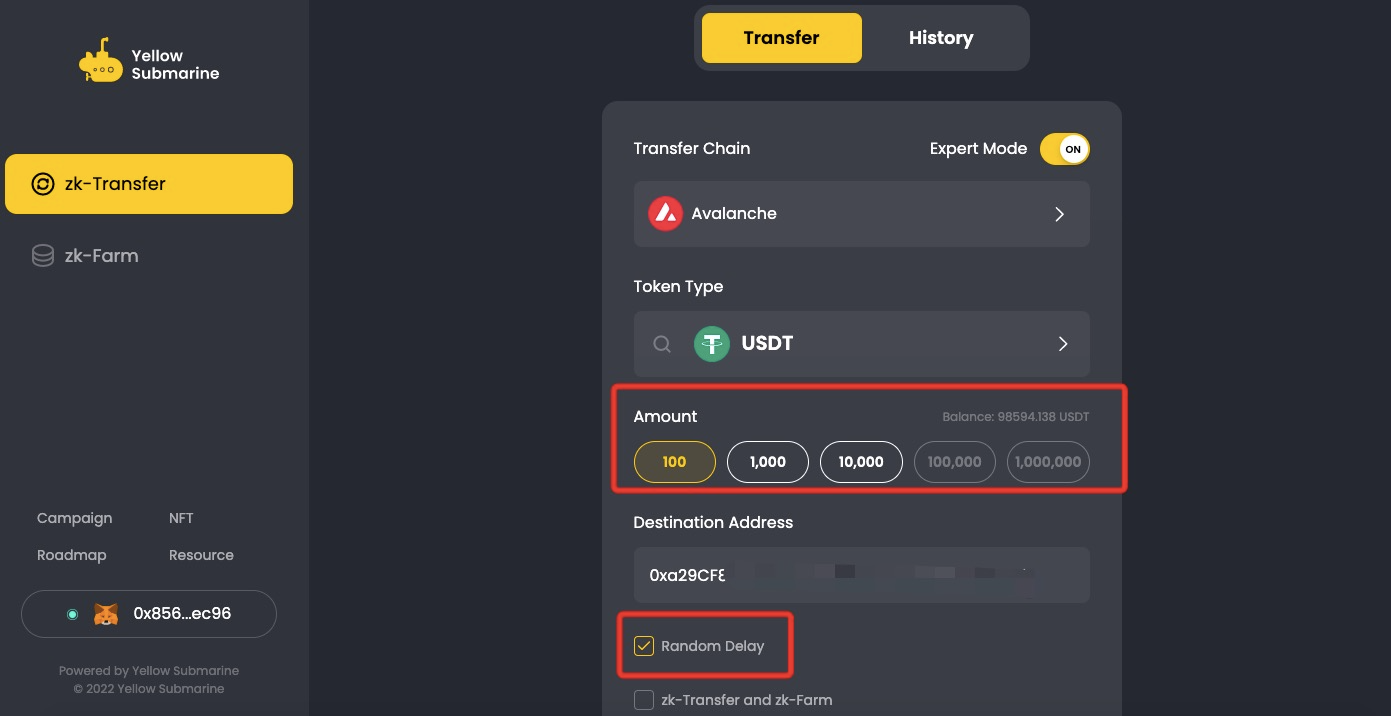 Yellow
Submarine
zk-Transfer
zk-Farm
Campaign NFT
Roadmap Resource
0x856...ec96
Powered by Yellow Submarine
© 2022 Yellow Submarine
Transfer History
Transfer Chain Expert Mode ON
Avalanche
Token Type
USDT
Amount Balance: 98594.138 USDT
100 1,000 10,000 100,000 1,000,000
Destination Address
0xa29CF
Random Delay
zk-Transfer and zk-Farm